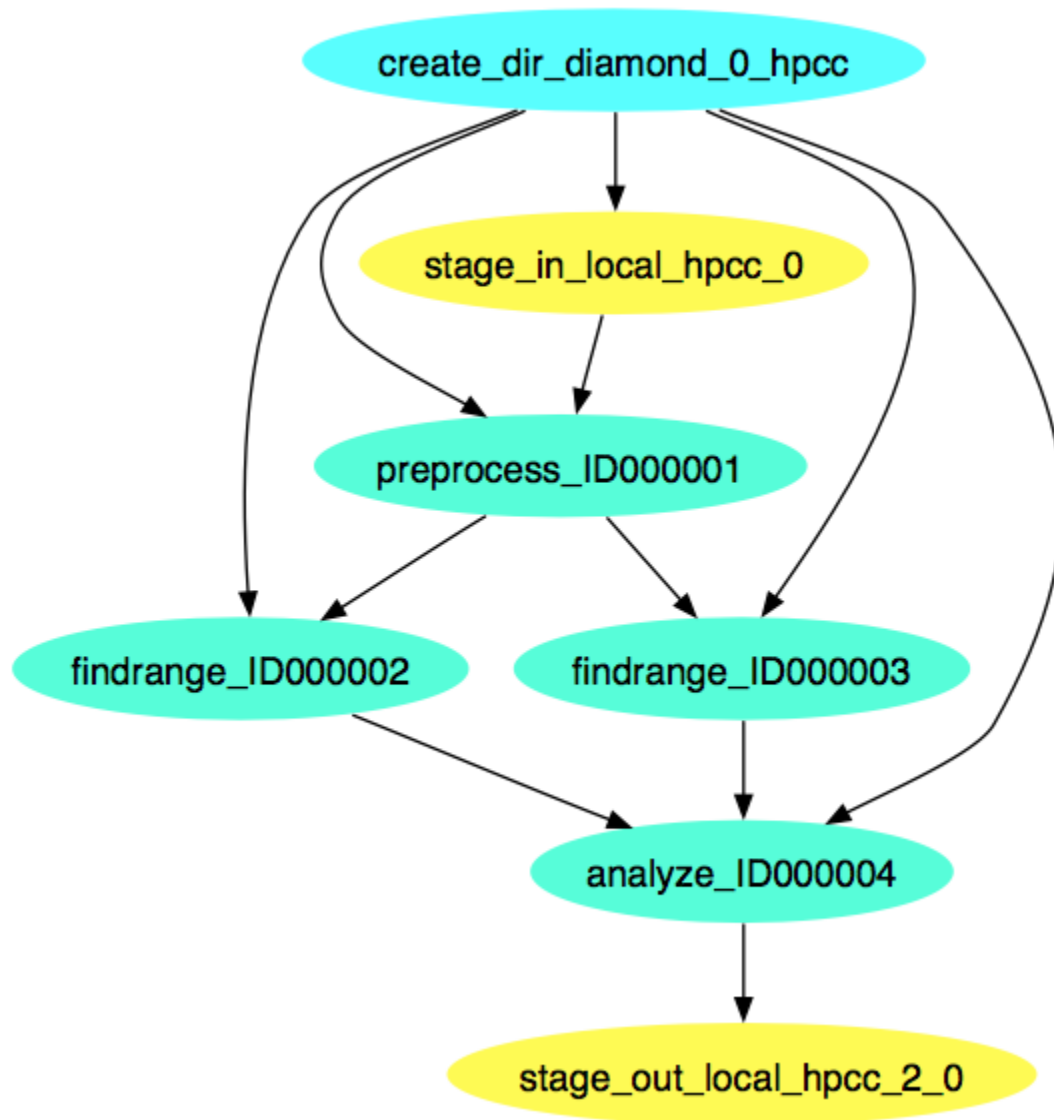 create_dir_diamond_0_hpcc
stage_in_local_hpcc_0
preprocess_ID000001
findrange_ID000002
findrange_ID000003
analyze_ID000004
stage_out_local_hpcc_2_0